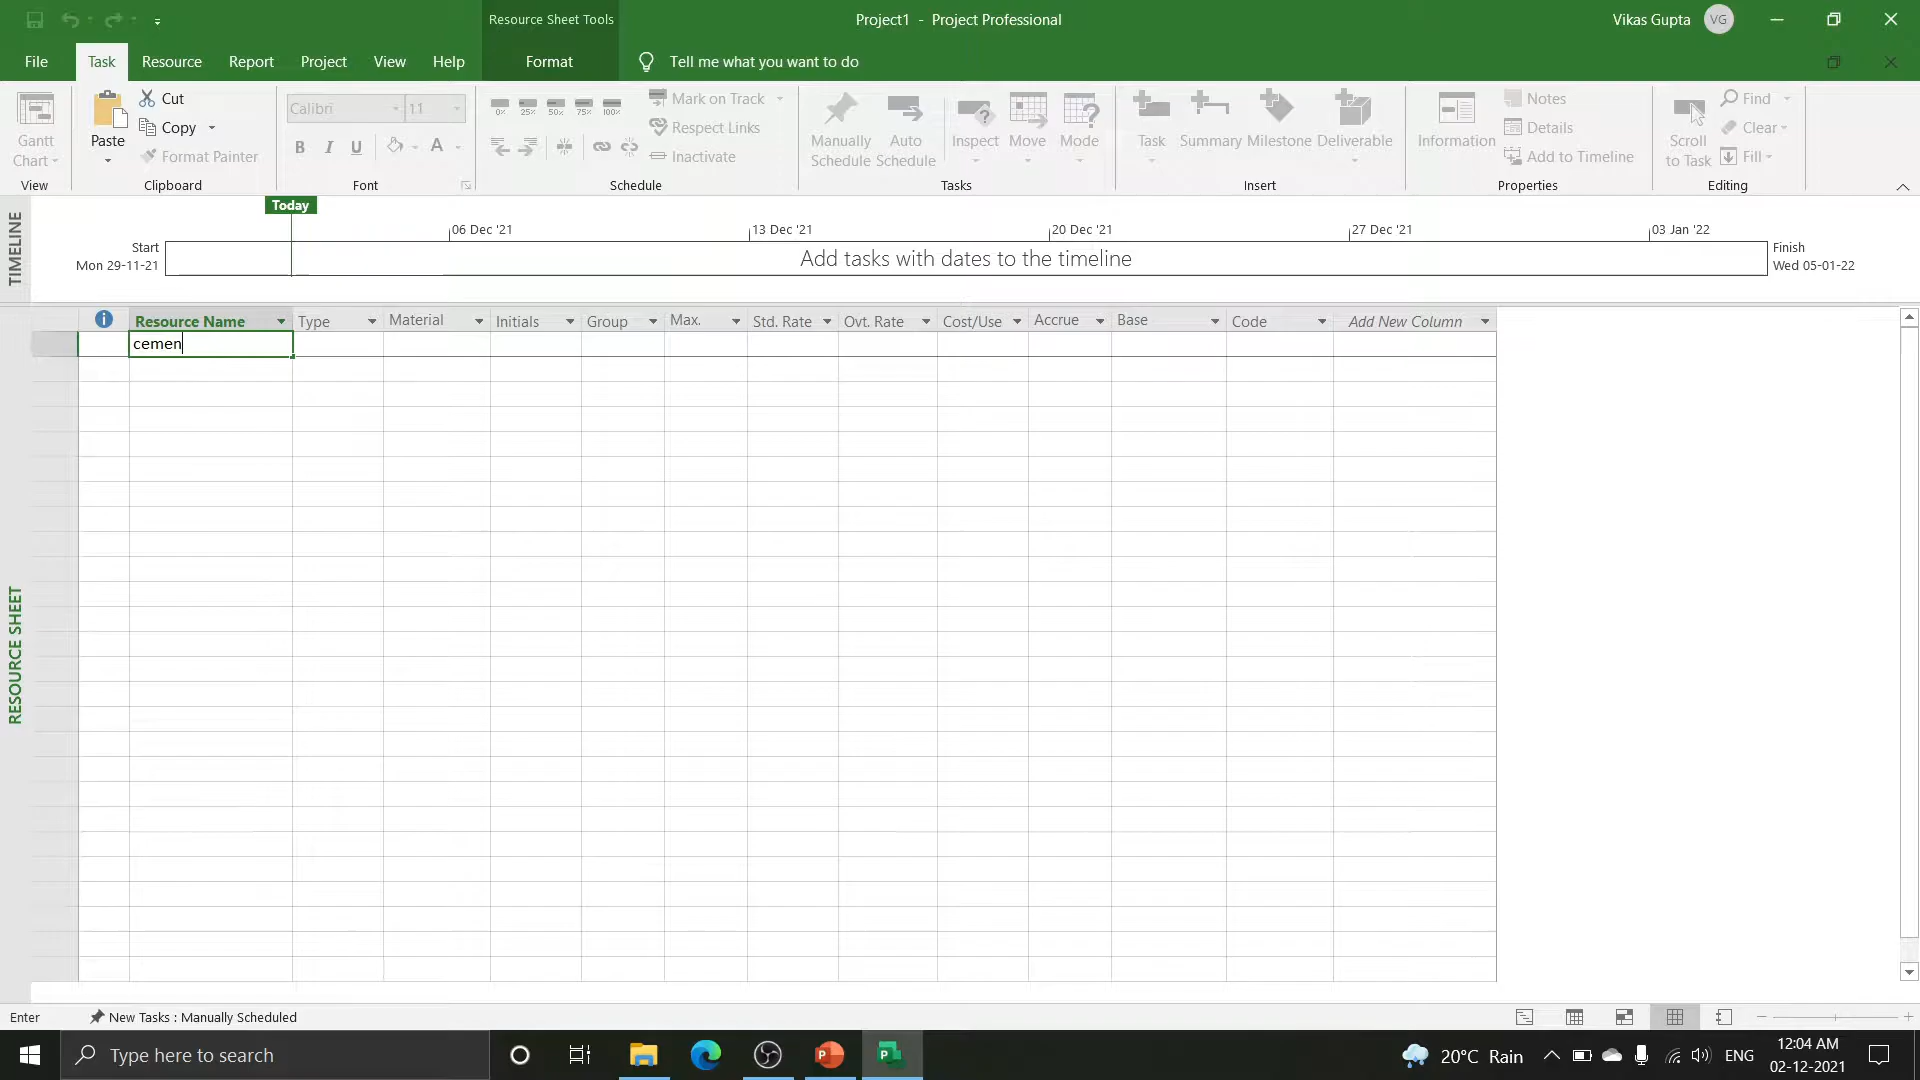 Resource Sheet Tools
Project1 - Project Professional
Vikas Gupta VG
File Task Resource Report Project View Help Format Tell me what you want to do
Gantt Chart
View
Paste
Cut
Copy
Format Painter
Clipboard
Calibri 11
B I U A
Font
0% 25% 50% 75% 100%
Mark on Track
Respect Links
Inactivate
Schedule
Manually Schedule
Auto Schedule
Inspect
Move
Mode
Tasks
Task
Summary
Milestone
Deliverable
Insert
Information
Notes
Details
Add to Timeline
Properties
Scroll to Task
Find
Clear
Fill
Editing
TIMELINE
Today
06 Dec '21 13 Dec '21 20 Dec '21 27 Dec '21 03 Jan '22
Start
Mon 29-11-21
Add tasks with dates to the timeline
Finish
Wed 05-01-22
RESOURCE SHEET
Resource Name Type Material Initials Group Max. Std. Rate Ovt. Rate Cost/Use Accrue Base Code Add New Column
cemen
Enter New Tasks : Manually Scheduled
Type here to search
20°C Rain
ENG
12:04 AM
02-12-2021